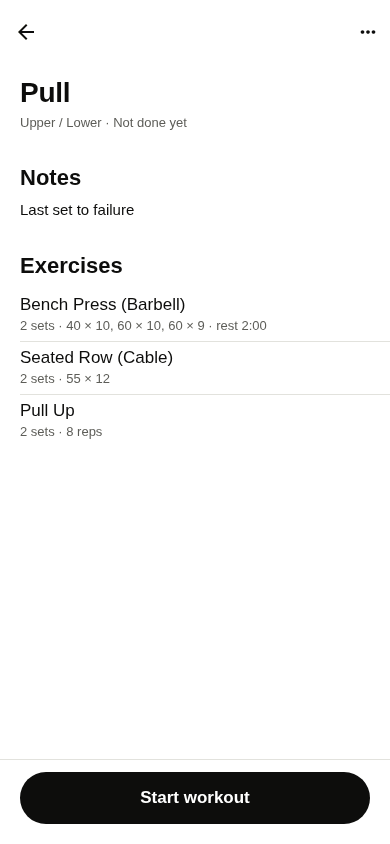 Pull
Upper / Lower · Not done yet
Notes
Last set to failure
Exercises
Bench Press (Barbell)
2 sets · 40 × 10, 60 × 10, 60 × 9 · rest 2:00
Seated Row (Cable)
2 sets · 55 × 12
Pull Up
2 sets · 8 reps
Start workout